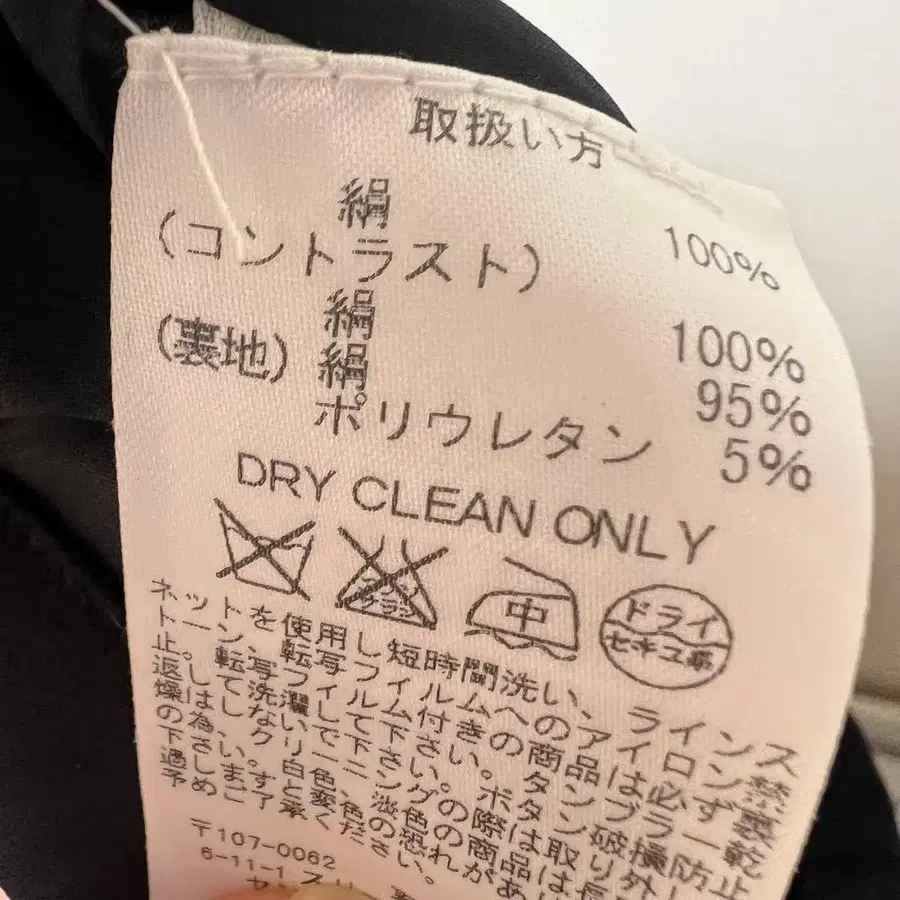 取扱い方
絹 100%
(コントラスト)
絹 100%
(裏地) 絹 95%
ポリウレタン 5%
DRY CLEAN ONLY
エンソ
クラン
中
ドライ
セキユ系
ネットを使用し短時間洗い、ラインス
トーン、転写フィルムへのアイロン禁
止。転写フィルム付きの商品は必ず裏
返して洗濯して下さい。タンブラー乾
燥はしないで下さい。ボタン破損防止
の為、クリーニングの際は取り外し
下さい。白色、淡色の商品は長
過 すと変色の恐れがあ
予めご了承ください。
〒107-0062
6-11-1